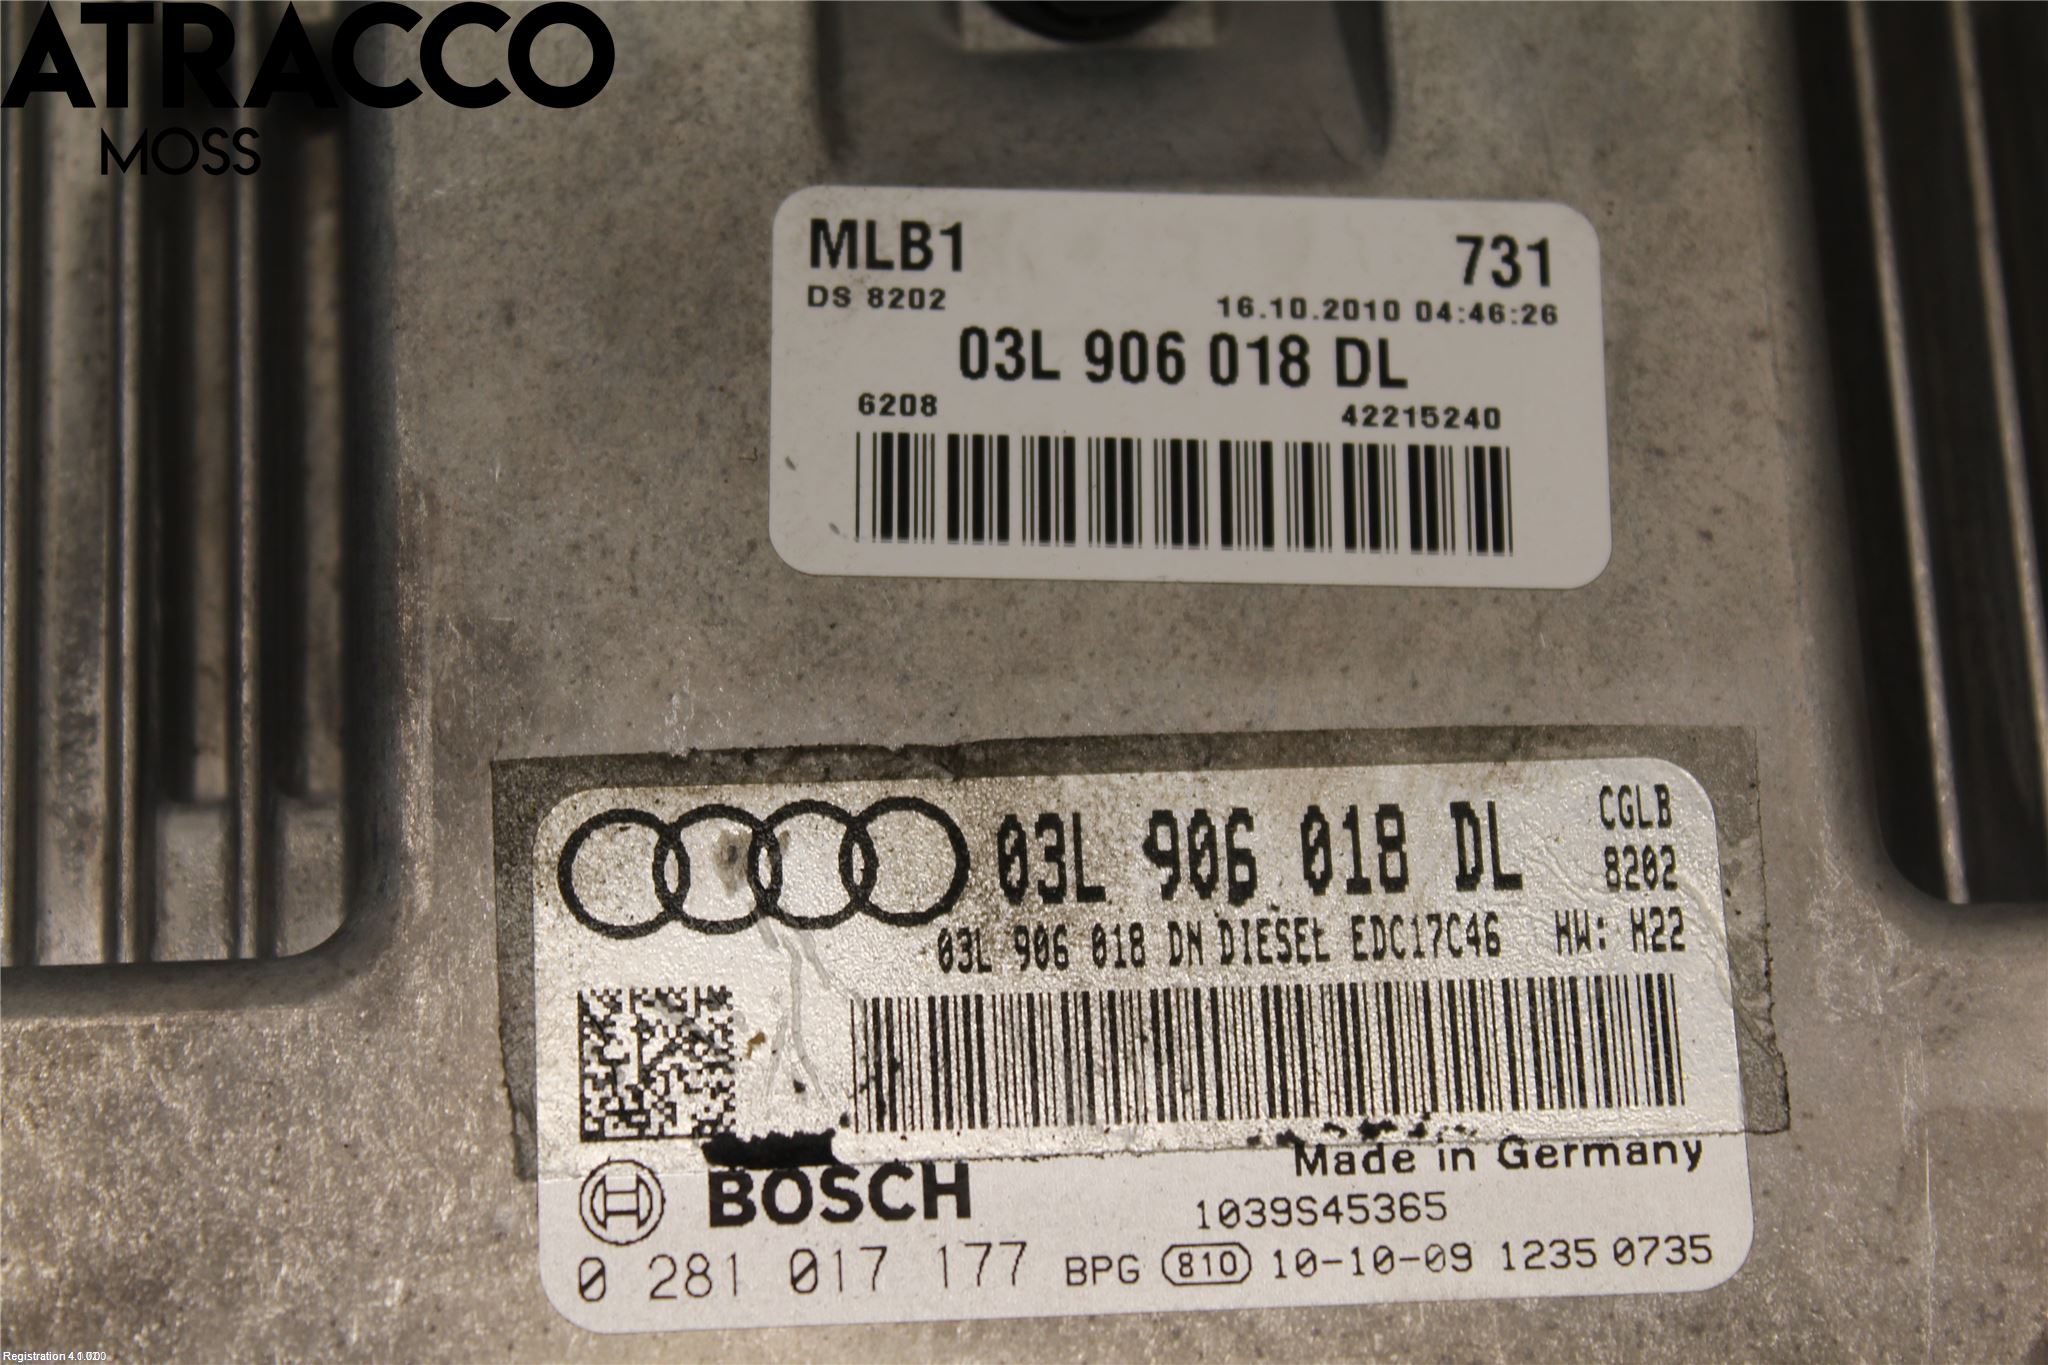 ATRACCO
MOSS
MLB1 731
DS 8202 16.10.2010 04:46:26
03L 906 018 DL
6208 42215240
03L 906 018 DL CGLB
8202
03L 906 018 DN DIESEL EDC17C46 HW: H22
Made in Germany
BOSCH 1039S45365
0 281 017 177 BPG 810 10-10-09 1235 0735